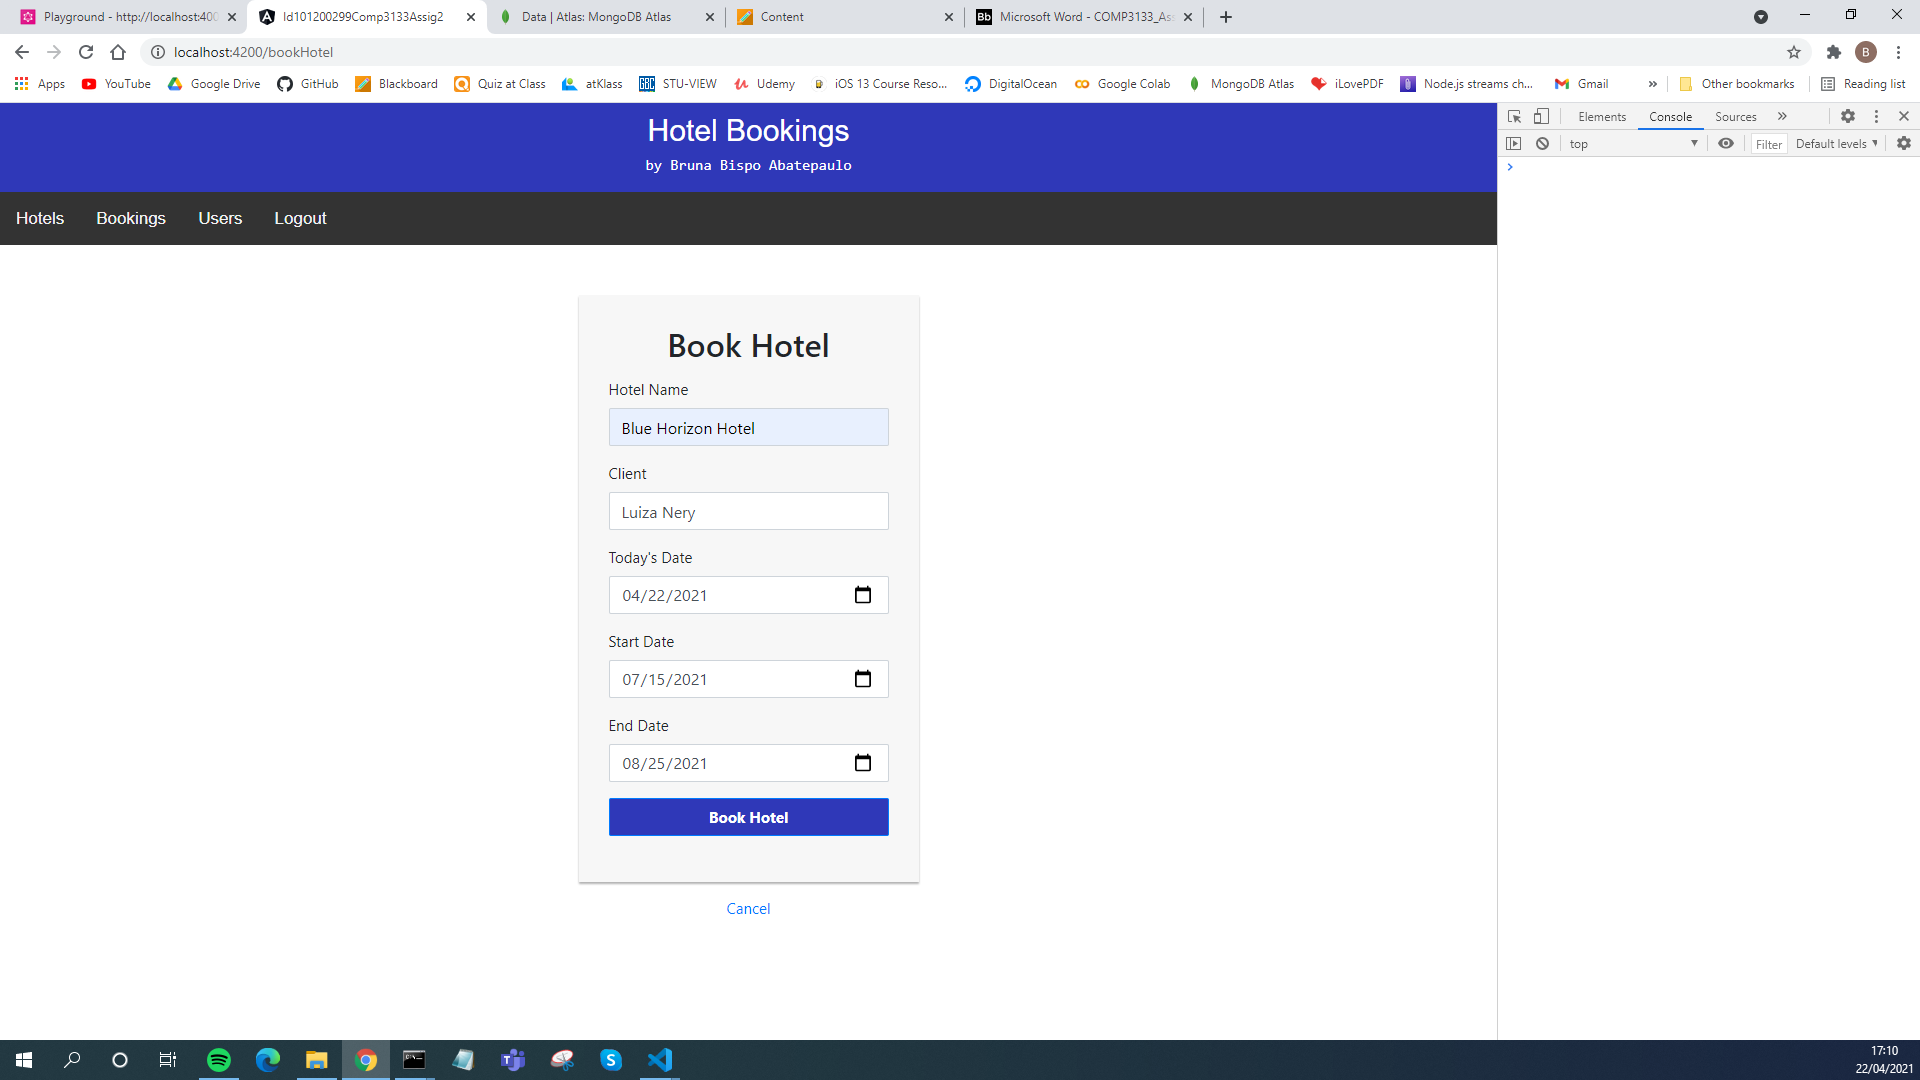 Playground - http://localhost:400
Id101200299Comp3133Assig2
Data | Atlas: MongoDB Atlas
Content
Bb Microsoft Word - COMP3133_As
localhost:4200/bookHotel
B
Apps YouTube Google Drive GitHub Blackboard Quiz at Class atKlass GBC STU-VIEW Udemy iOS 13 Course Reso... DigitalOcean Google Colab MongoDB Atlas iLovePDF Node.js streams ch... Gmail » Other bookmarks Reading list
Hotel Bookings
by Bruna Bispo Abatepaulo
Hotels Bookings Users Logout
Elements Console Sources »
top Filter Default levels
Book Hotel
Hotel Name
Blue Horizon Hotel
Client
Luiza Nery
Today's Date
04/22/2021
Start Date
07/15/2021
End Date
08/25/2021
Book Hotel
Cancel
17:10
22/04/2021